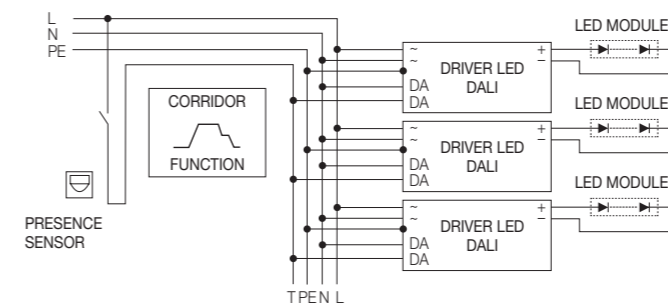 L
N
PE
CORRIDOR
FUNCTION
PRESENCE
SENSOR
~
~
DA
DA
DRIVER LED
DALI
+
−
LED MODULE
~
~
DA
DA
DRIVER LED
DALI
+
−
LED MODULE
~
~
DA
DA
DRIVER LED
DALI
+
−
LED MODULE
T PE N L